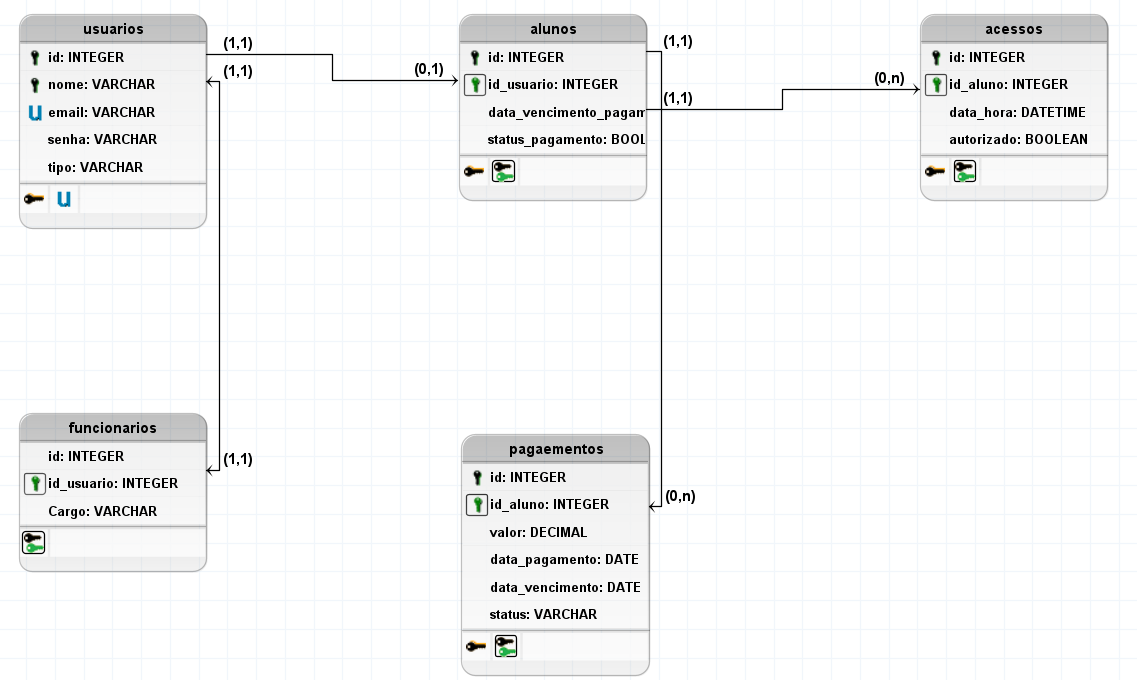 usuarios
id: INTEGER
nome: VARCHAR
u email: VARCHAR
senha: VARCHAR
tipo: VARCHAR
u
(1,1)
(1,1)
(0,1)
alunos
id: INTEGER
id_usuario: INTEGER
data_vencimento_pagam
status_pagamento: BOOL
(1,1)
(1,1)
(0,n)
acessos
id: INTEGER
id_aluno: INTEGER
data_hora: DATETIME
autorizado: BOOLEAN
funcionarios
id: INTEGER
id_usuario: INTEGER
Cargo: VARCHAR
(1,1)
pagaementos
id: INTEGER
id_aluno: INTEGER
valor: DECIMAL
data_pagamento: DATE
data_vencimento: DATE
status: VARCHAR
(0,n)